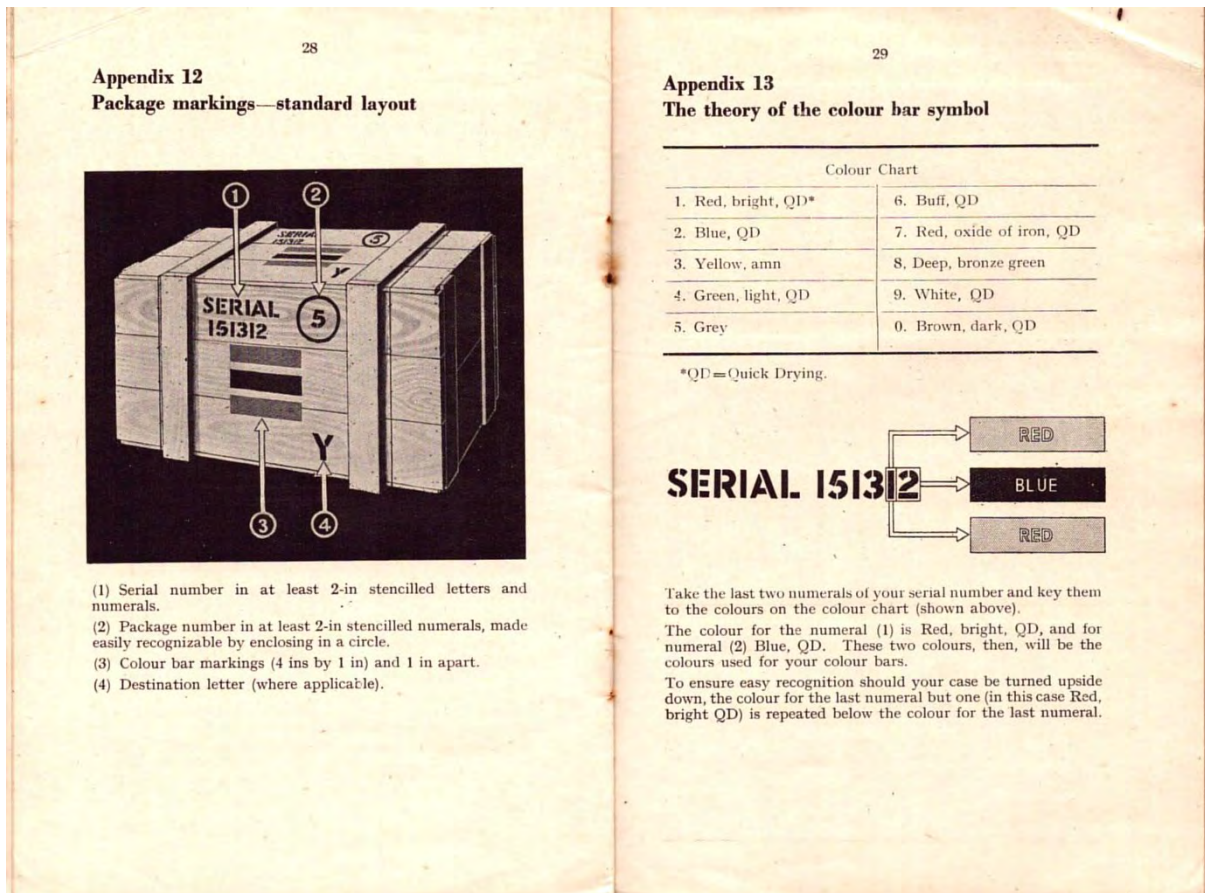 28
Appendix 12
Package markings—standard layout
1
2
SERIAL
151312
5
Y
SERIAL
151312
5
Y
3
4
(1) Serial number in at least 2-in stencilled letters and
numerals.
(2) Package number in at least 2-in stencilled numerals, made
easily recognizable by enclosing in a circle.
(3) Colour bar markings (4 ins by 1 in) and 1 in apart.
(4) Destination letter (where applicable).
29
Appendix 13
The theory of the colour bar symbol
Colour Chart
1. Red, bright, QD*
6. Buff, QD
2. Blue, QD
7. Red, oxide of iron, QD
3. Yellow, amn
8, Deep, bronze green
4. Green, light, QD
9. White, QD
5. Grey
0. Brown, dark, QD
*QD=Quick Drying.
RED
SERIAL 151312
BLUE
RED
Take the last two numerals of your serial number and key them
to the colours on the colour chart (shown above).
The colour for the numeral (1) is Red, bright, QD, and for
numeral (2) Blue, QD. These two colours, then, will be the
colours used for your colour bars.
To ensure easy recognition should your case be turned upside
down, the colour for the last numeral but one (in this case Red,
bright QD) is repeated below the colour for the last numeral.